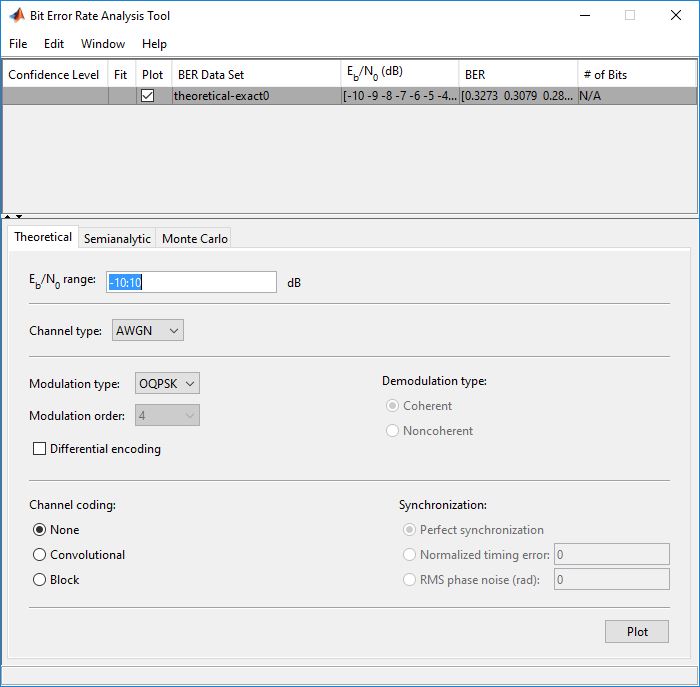 Bit Error Rate Analysis Tool
File Edit Window Help
Confidence Level Fit Plot BER Data Set Eb/N0 (dB) BER # of Bits
theoretical-exact0 [-10 -9 -8 -7 -6 -5 -4... [0.3273 0.3079 0.28... N/A
Theoretical Semianalytic Monte Carlo
Eb/N0 range: -10:10 dB
Channel type: AWGN
Modulation type: OQPSK Demodulation type:
Coherent
Modulation order: 4
Noncoherent
Differential encoding
Channel coding: Synchronization:
None Perfect synchronization
Convolutional Normalized timing error: 0
Block RMS phase noise (rad): 0
Plot